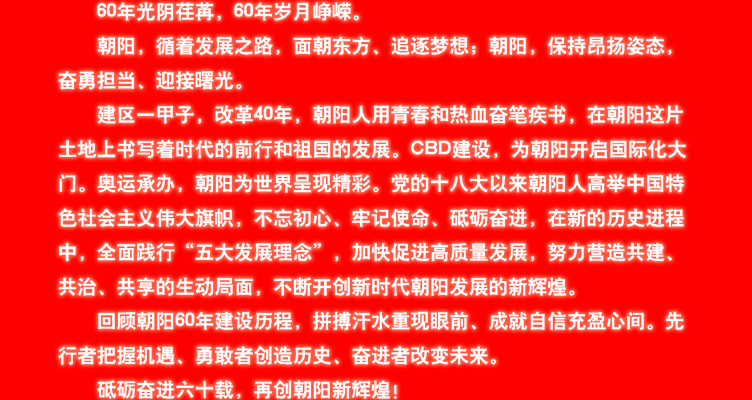 60年光阴荏苒，60年岁月峥嵘。
朝阳，循着发展之路，面朝东方、追逐梦想；朝阳，保持昂扬姿态，
奋勇担当、迎接曙光。
建区一甲子，改革40年，朝阳人用青春和热血奋笔疾书，在朝阳这片
土地上书写着时代的前行和祖国的发展。CBD建设，为朝阳开启国际化大
门。奥运承办，朝阳为世界呈现精彩。党的十八大以来朝阳人高举中国特
色社会主义伟大旗帜，不忘初心、牢记使命、砥砺奋进，在新的历史进程
中，全面践行“五大发展理念”，加快促进高质量发展，努力营造共建、
共治、共享的生动局面，不断开创新时代朝阳发展的新辉煌。
回顾朝阳60年建设历程，拼搏汗水重现眼前、成就自信充盈心间。先
行者把握机遇、勇敢者创造历史、奋进者改变未来。
砥砺奋进六十载，再创朝阳新辉煌！